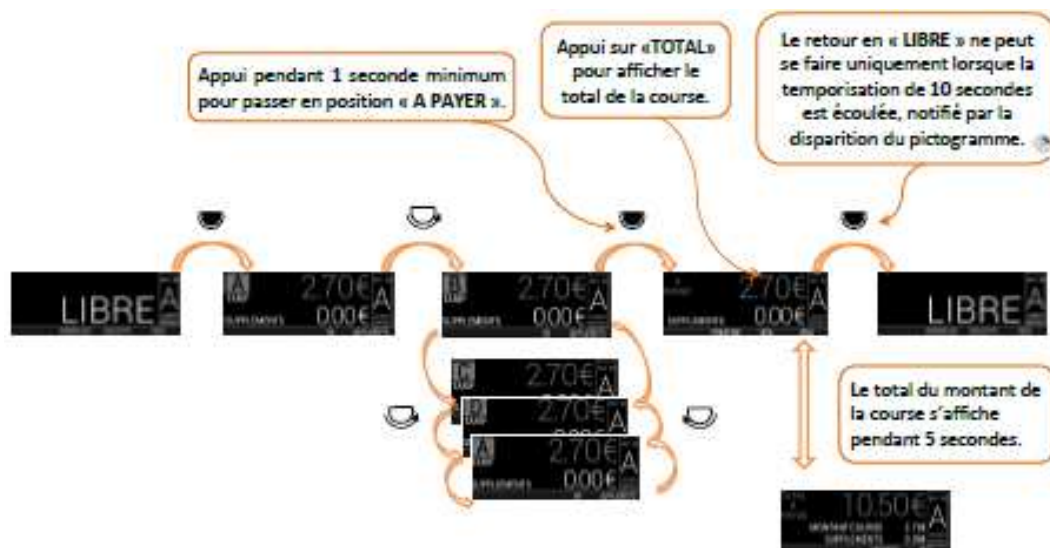 Appui pendant 1 seconde minimum
pour passer en position « A PAYER ».
Appui sur «TOTAL»
pour afficher le
total de la course.
Le retour en « LIBRE » ne peut
se faire uniquement lorsque la
temporisation de 10 secondes
est écoulée, notifié par la
disparition du pictogramme.
LIBRE A
A 2.70€ A
SUPPLEMENTS 0.00€
B 2.70€ A
SUPPLEMENTS 0.00€
2.70€ A
SUPPLEMENTS 0.00€
LIBRE A
2.70€ A
2.70€ A
A 2.70€ A
SUPPLEMENTS 0.00€
Le total du montant de
la course s’affiche
pendant 5 secondes.
10.50€ A
MONTANT COURSE
SUPPLEMENTS